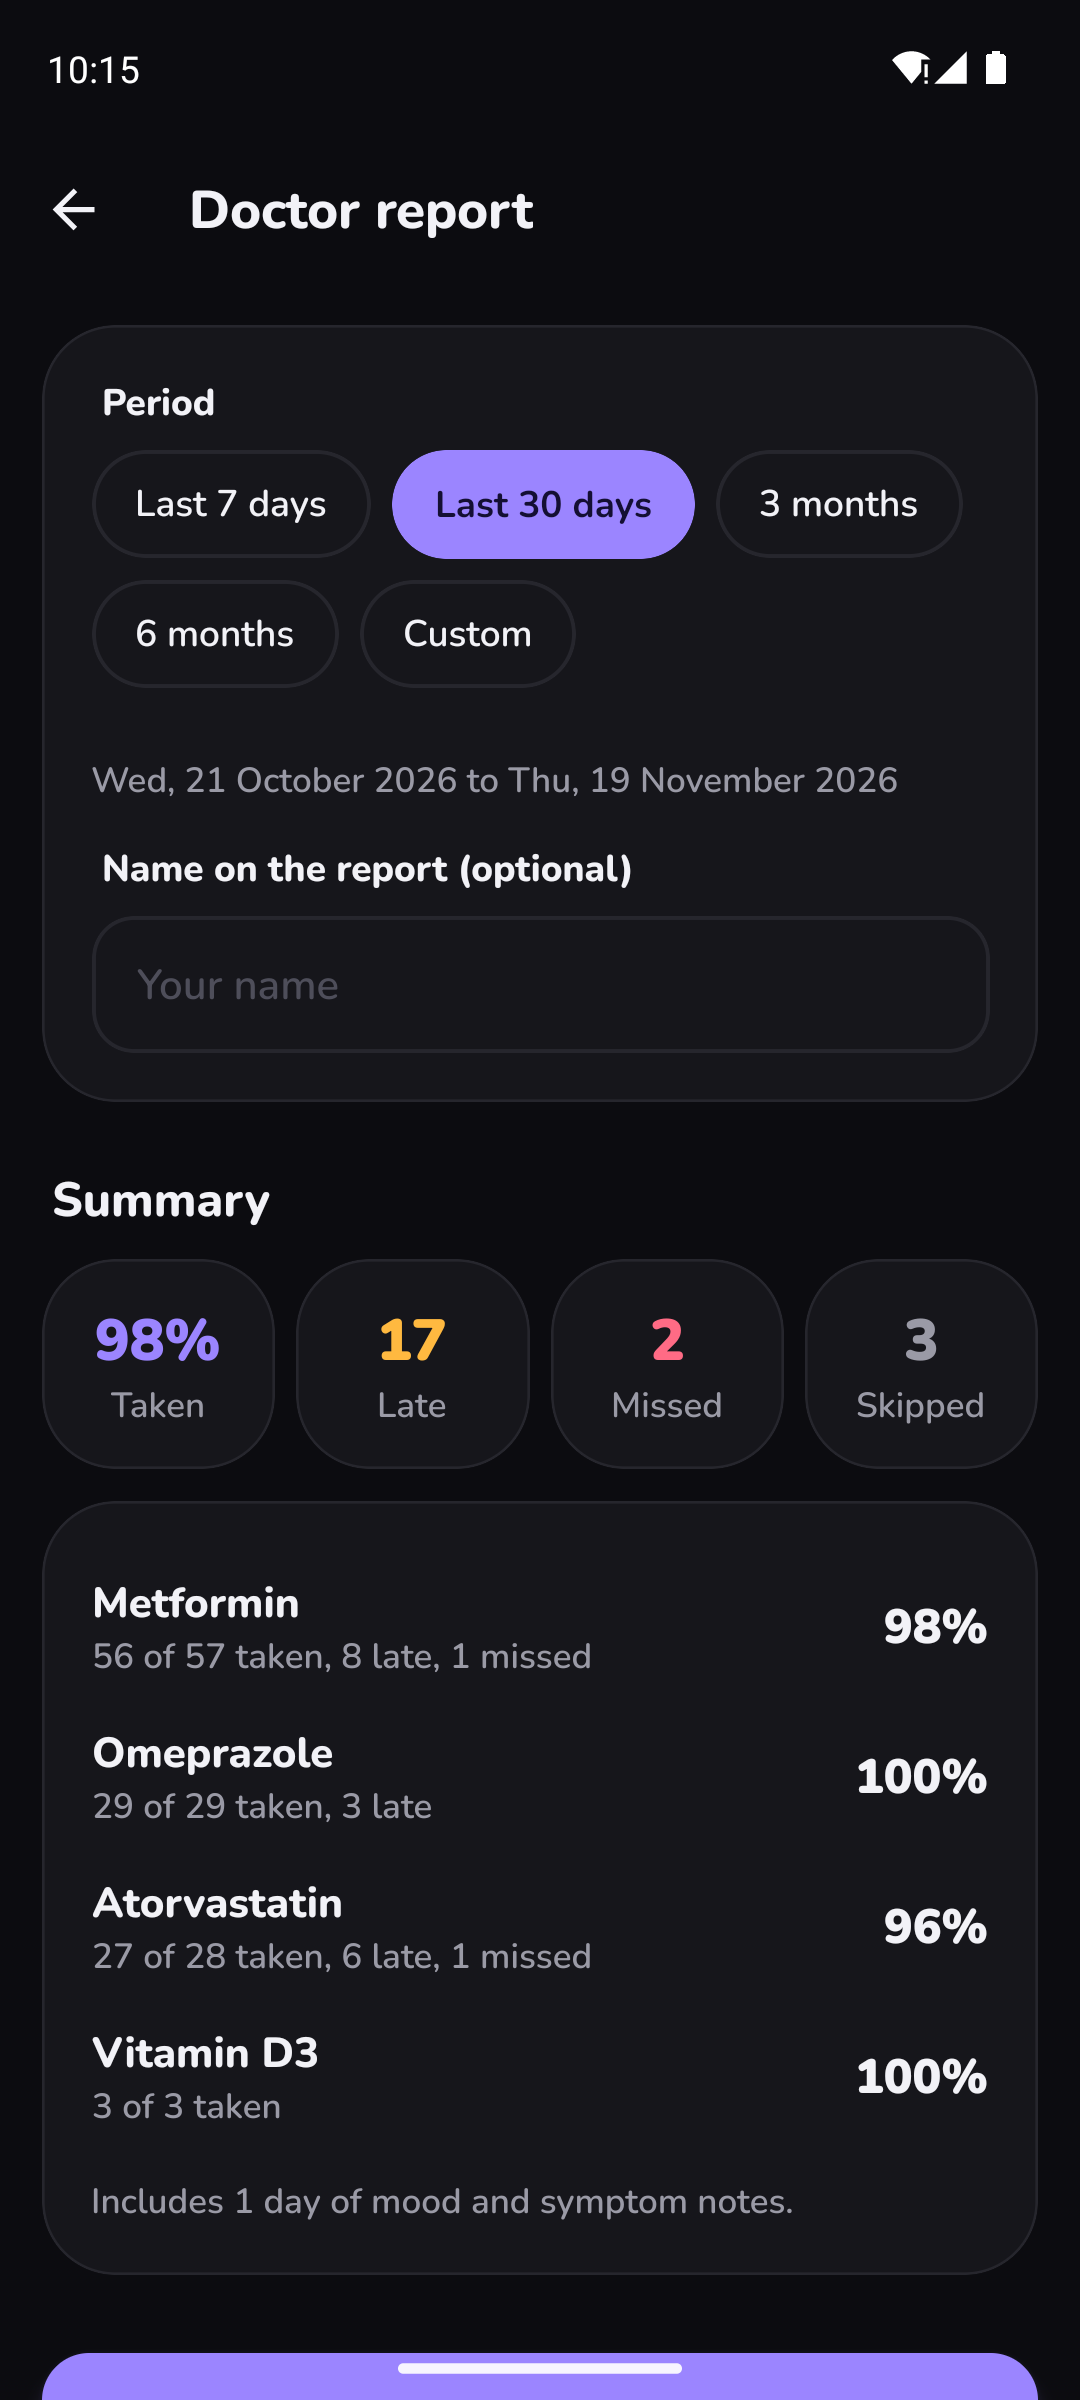 10:15
Doctor report
Period
Last 7 days
Last 30 days
3 months
6 months
Custom
Wed, 21 October 2026 to Thu, 19 November 2026
Name on the report (optional)
Your name
Summary
98%
Taken
17
Late
2
Missed
3
Skipped
Metformin
56 of 57 taken, 8 late, 1 missed
98%
Omeprazole
29 of 29 taken, 3 late
100%
Atorvastatin
27 of 28 taken, 6 late, 1 missed
96%
Vitamin D3
3 of 3 taken
100%
Includes 1 day of mood and symptom notes.